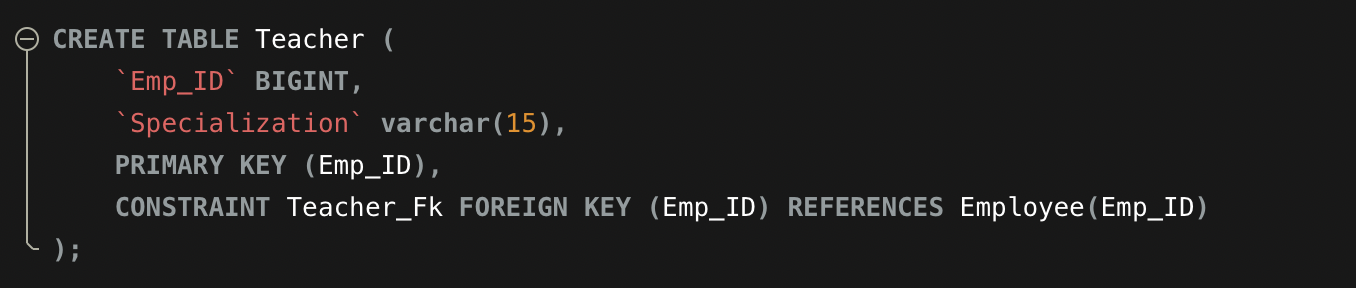 CREATE TABLE Teacher (
`Emp_ID` BIGINT,
`Specialization` varchar(15),
PRIMARY KEY (Emp_ID),
CONSTRAINT Teacher_Fk FOREIGN KEY (Emp_ID) REFERENCES Employee(Emp_ID)
);